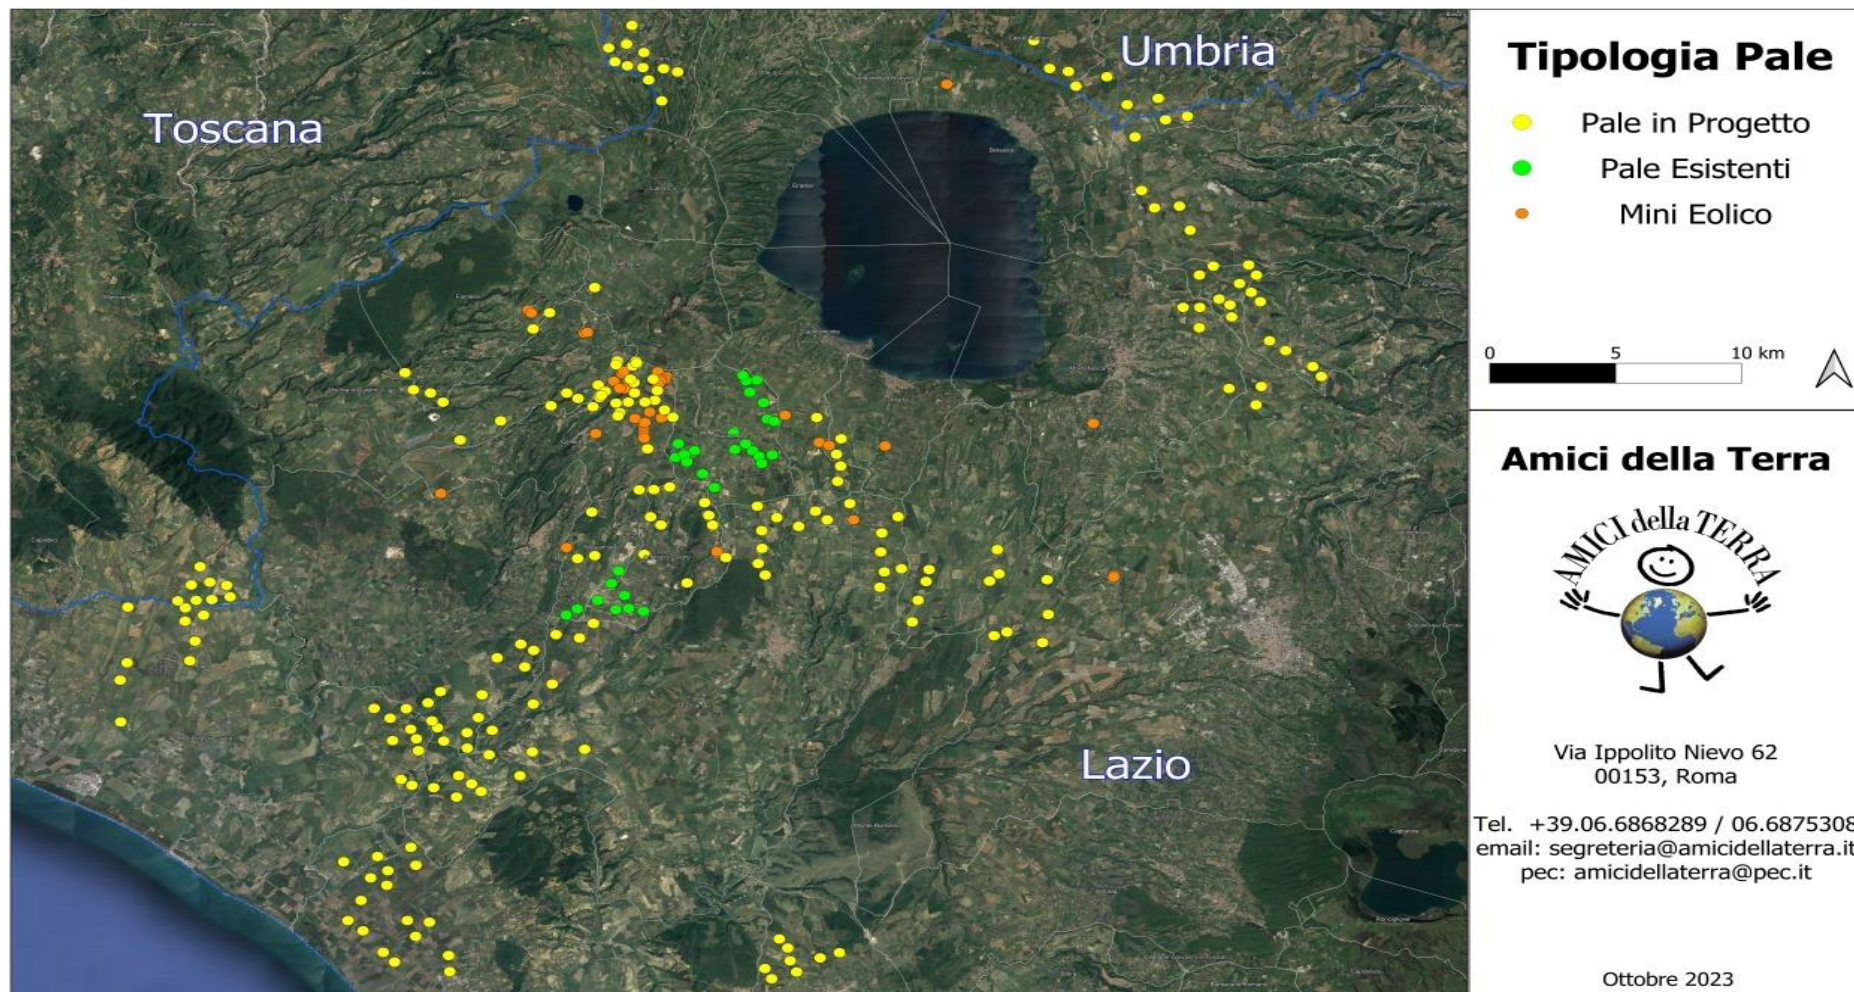 Toscana
Umbria
Lazio
Tipologia Pale
Pale in Progetto
Pale Esistenti
Mini Eolico
0 5 10 km
Amici della Terra
AMICI della TERRA
Via Ippolito Nievo 62
00153, Roma
Tel. +39.06.6868289 / 06.6875308
email: segreteria@amicidellaterra.it
pec: amicidellaterra@pec.it
Ottobre 2023